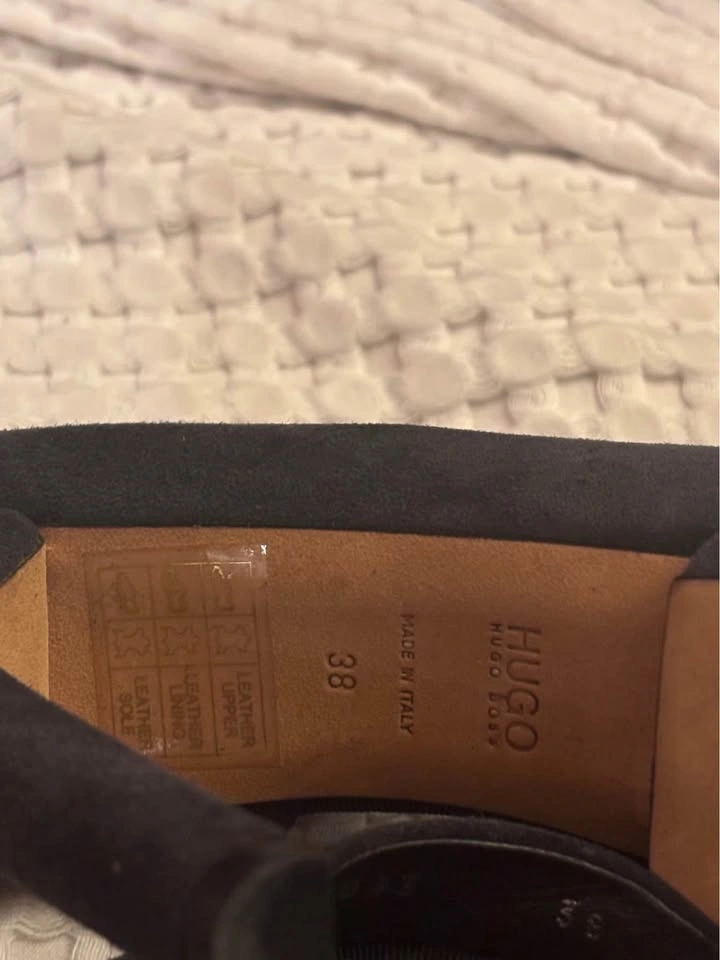 HUGO
HUGO BOSS
MADE IN ITALY
38
LEATHER
UPPER
LEATHER
LINING
LEATHER
SOLE